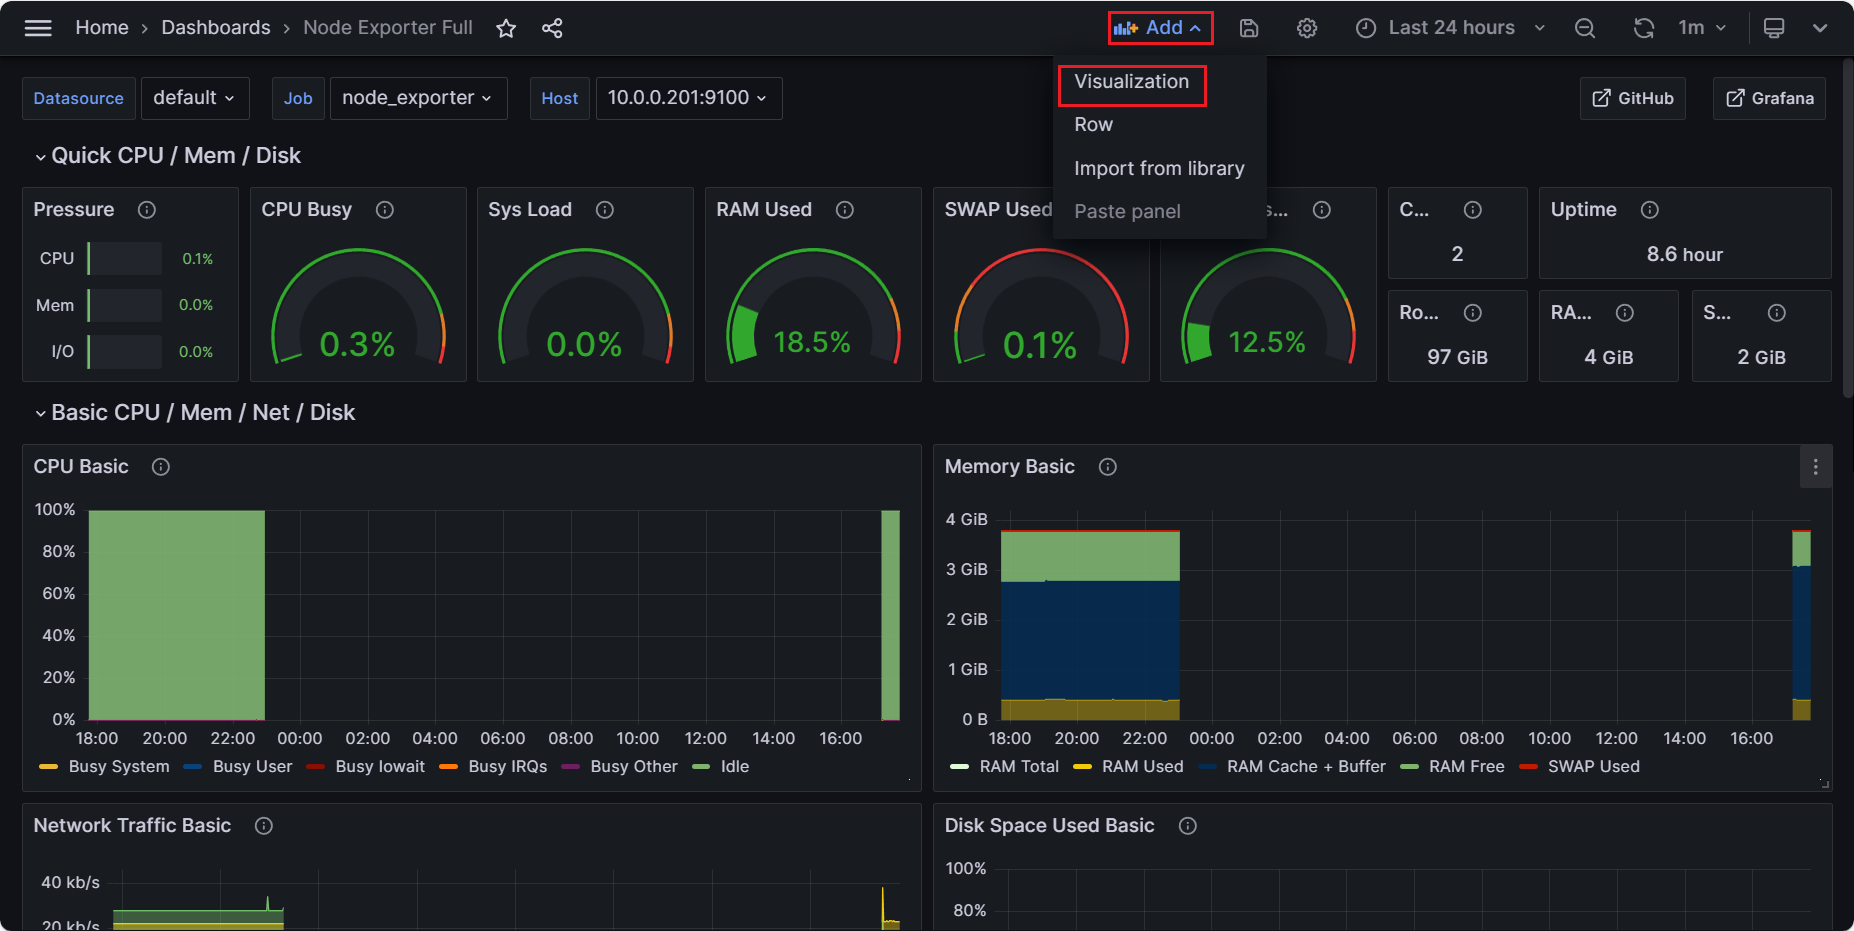 Home › Dashboards › Node Exporter Full
Add
Last 24 hours
1m
Visualization
Row
Import from library
Paste panel
Datasource default Job node_exporter Host 10.0.0.201:9100
GitHub Grafana
Quick CPU / Mem / Disk
Pressure
CPU 0.1%
Mem 0.0%
I/O 0.0%
CPU Busy
0.3%
Sys Load
0.0%
RAM Used
18.5%
SWAP Used
0.1%
s...
12.5%
C...
2
Uptime
8.6 hour
Ro...
97 GiB
RA...
4 GiB
S...
2 GiB
Basic CPU / Mem / Net / Disk
CPU Basic
100%
80%
60%
40%
20%
0%
18:00 20:00 22:00 00:00 02:00 04:00 06:00 08:00 10:00 12:00 14:00 16:00
Busy System Busy User Busy Iowait Busy IRQs Busy Other Idle
Memory Basic
4 GiB
3 GiB
2 GiB
1 GiB
0 B
18:00 20:00 22:00 00:00 02:00 04:00 06:00 08:00 10:00 12:00 14:00 16:00
RAM Total RAM Used RAM Cache + Buffer RAM Free SWAP Used
Network Traffic Basic
40 kb/s
20 kb/s
Disk Space Used Basic
100%
80%